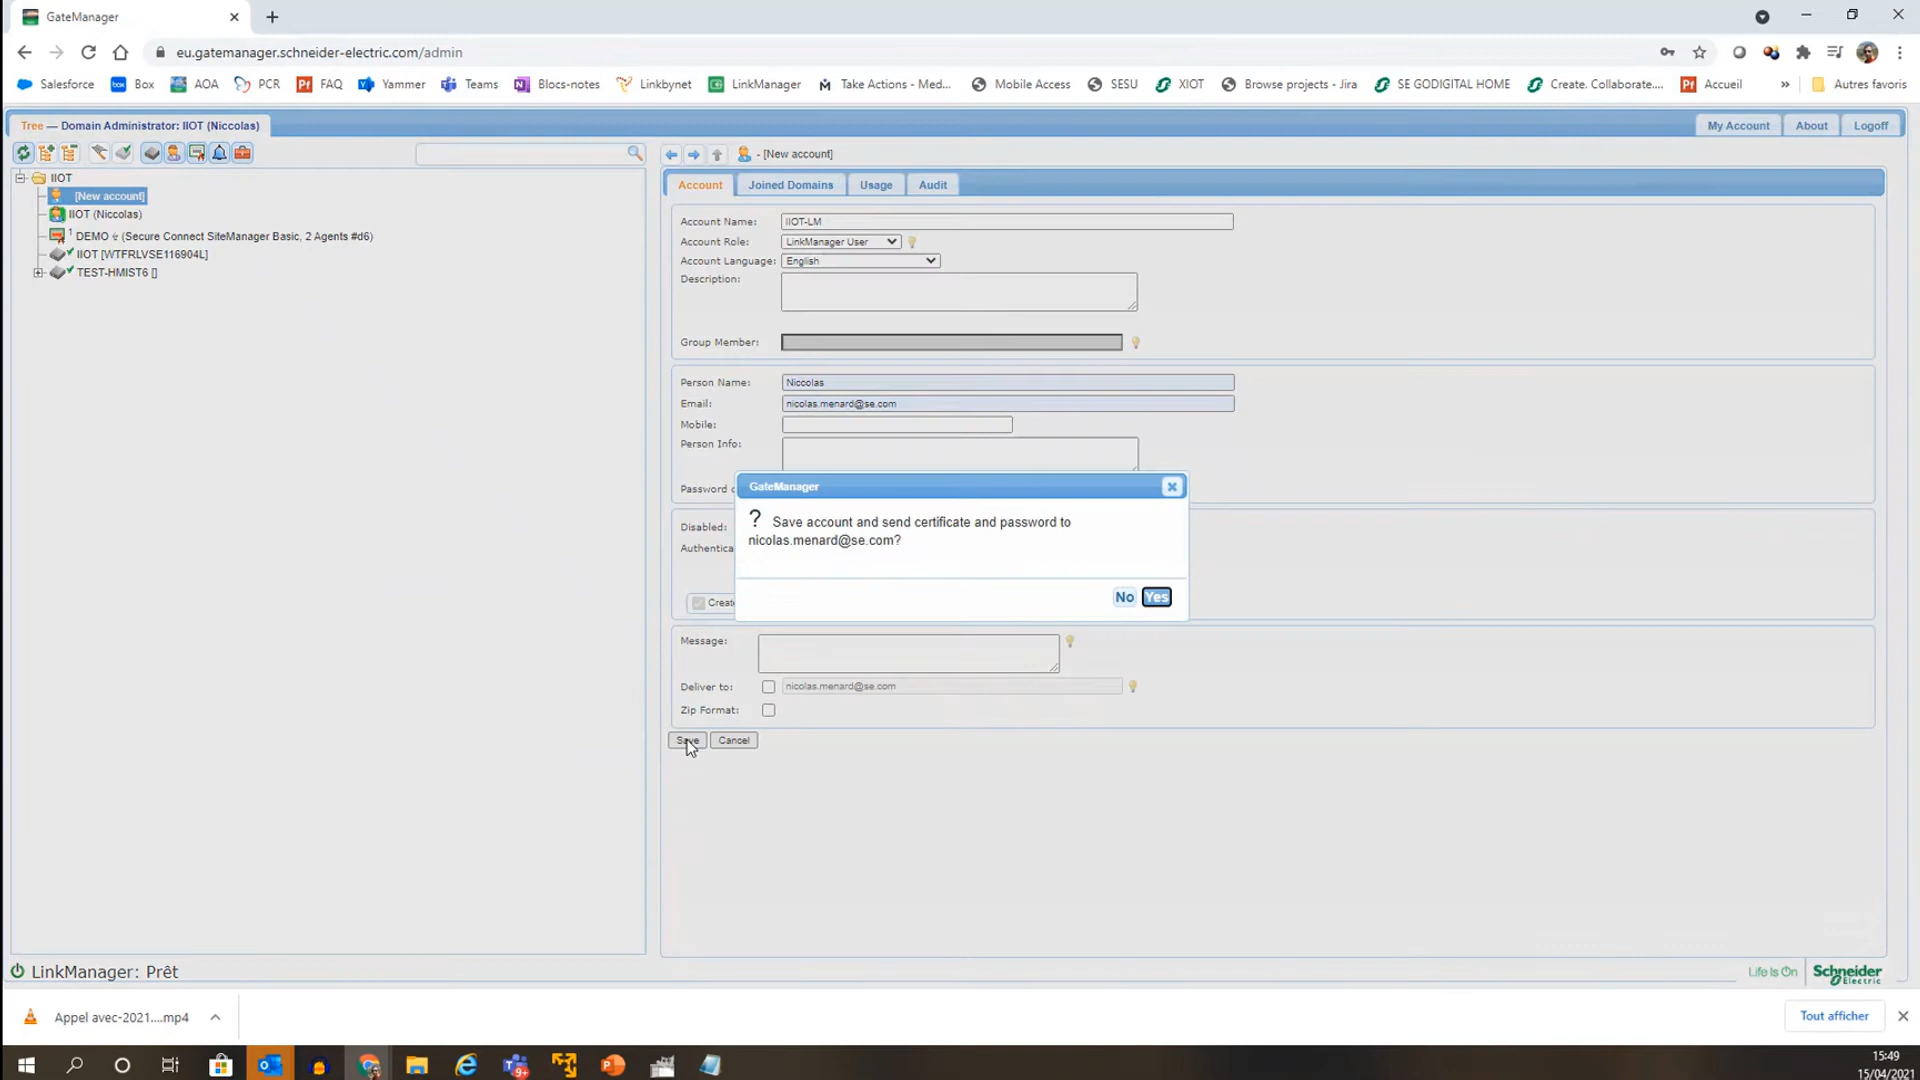 GateManager
eu.gatemanager.schneider-electric.com/admin
Salesforce Box AOA PCR FAQ Yammer Teams Blocs-notes Linkbynet LinkManager Take Actions - Med... Mobile Access SESU XIOT Browse projects - Jira SE GODIGITAL HOME Create. Collaborate.... Accueil » Autres favoris
Tree — Domain Administrator: IIOT (Niccolas)
My Account About Logoff
- [New account]
IIOT
[New account]
IIOT (Niccolas)
1 DEMO (Secure Connect SiteManager Basic, 2 Agents #d6)
IIOT [WTFRLVSE116904L]
TEST-HMIST6 []
Account Joined Domains Usage Audit
Account Name: IIOT-LM
Account Role: LinkManager User
Account Language: English
Description:
Group Member:
Person Name: Niccolas
Email: nicolas.menard@se.com
Mobile:
Person Info:
Password
Disabled:
Authentica
Create
GateManager
? Save account and send certificate and password to
nicolas.menard@se.com?
No Yes
Message:
Deliver to: nicolas.menard@se.com
Zip Format:
Save Cancel
LinkManager: Prêt
Life Is On Schneider Electric
Appel avec-2021....mp4
Tout afficher
9+
15:49
15/04/2021